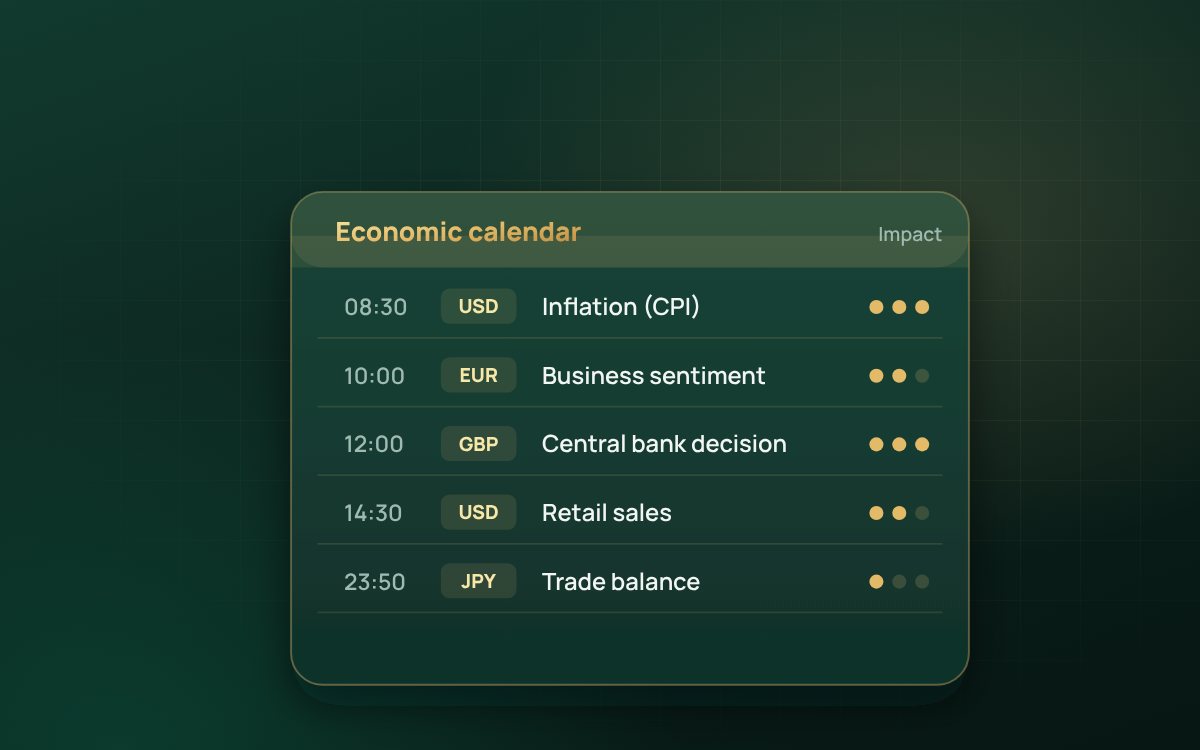 Economic calendar Impact
08:30 USD Inflation (CPI)
10:00 EUR Business sentiment
12:00 GBP Central bank decision
14:30 USD Retail sales
23:50 JPY Trade balance